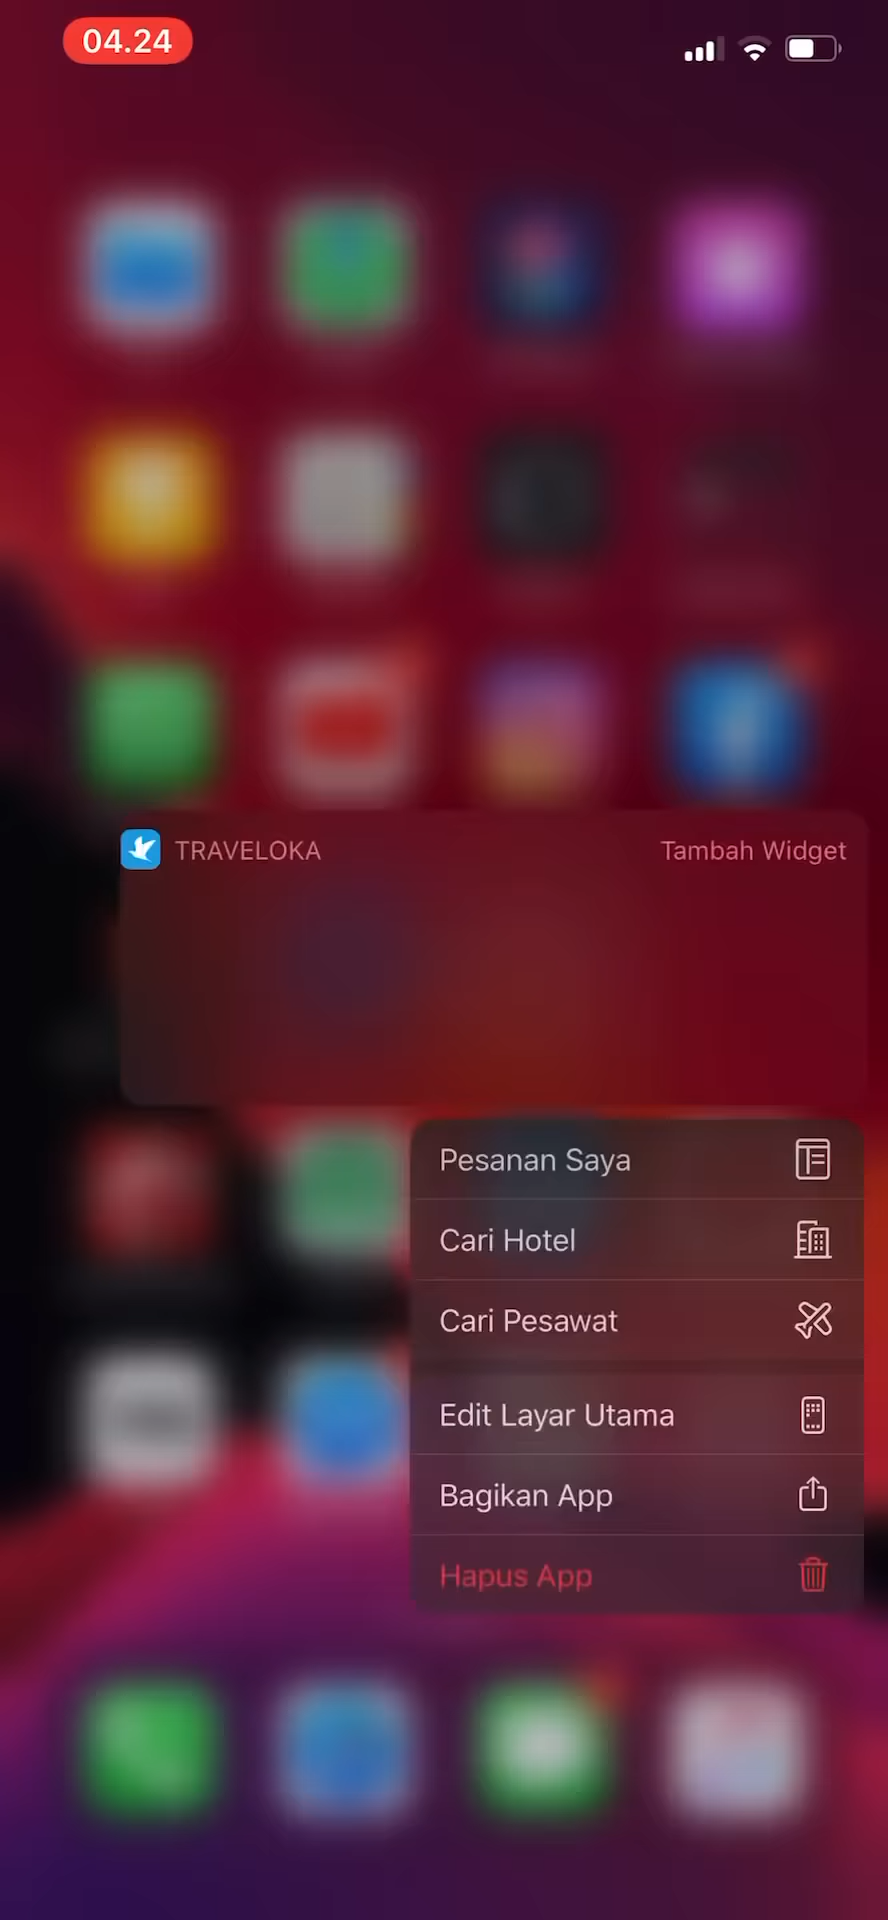 04.24
TRAVELOKA Tambah Widget
Pesanan Saya
Cari Hotel
Cari Pesawat
Edit Layar Utama
Bagikan App
Hapus App